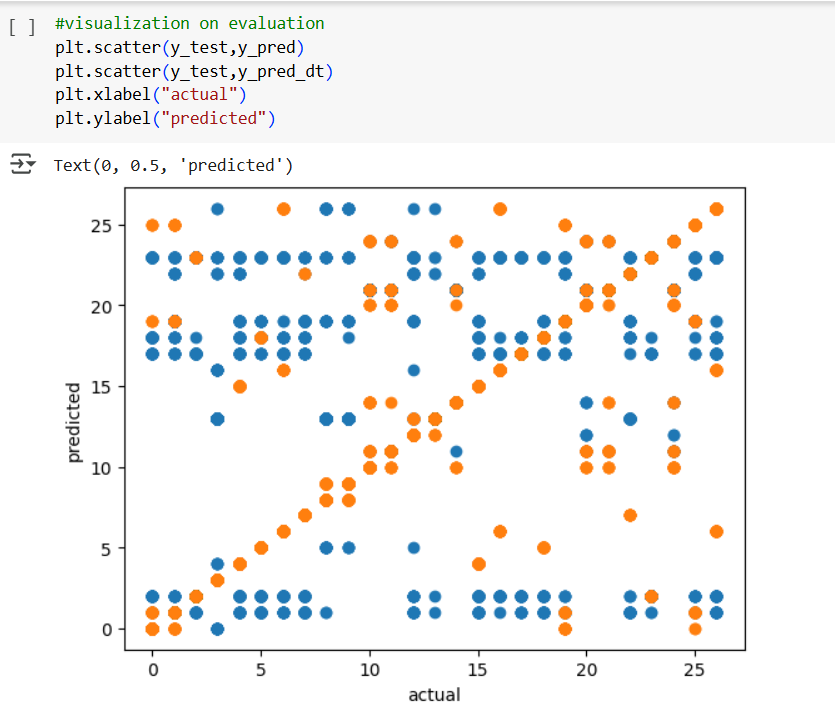 [ ] #visualization on evaluation
plt.scatter(y_test,y_pred)
plt.scatter(y_test,y_pred_dt)
plt.xlabel("actual")
plt.ylabel("predicted")
Text(0, 0.5, 'predicted')
25
20
15
10
5
0
predicted
0 5 10 15 20 25
actual